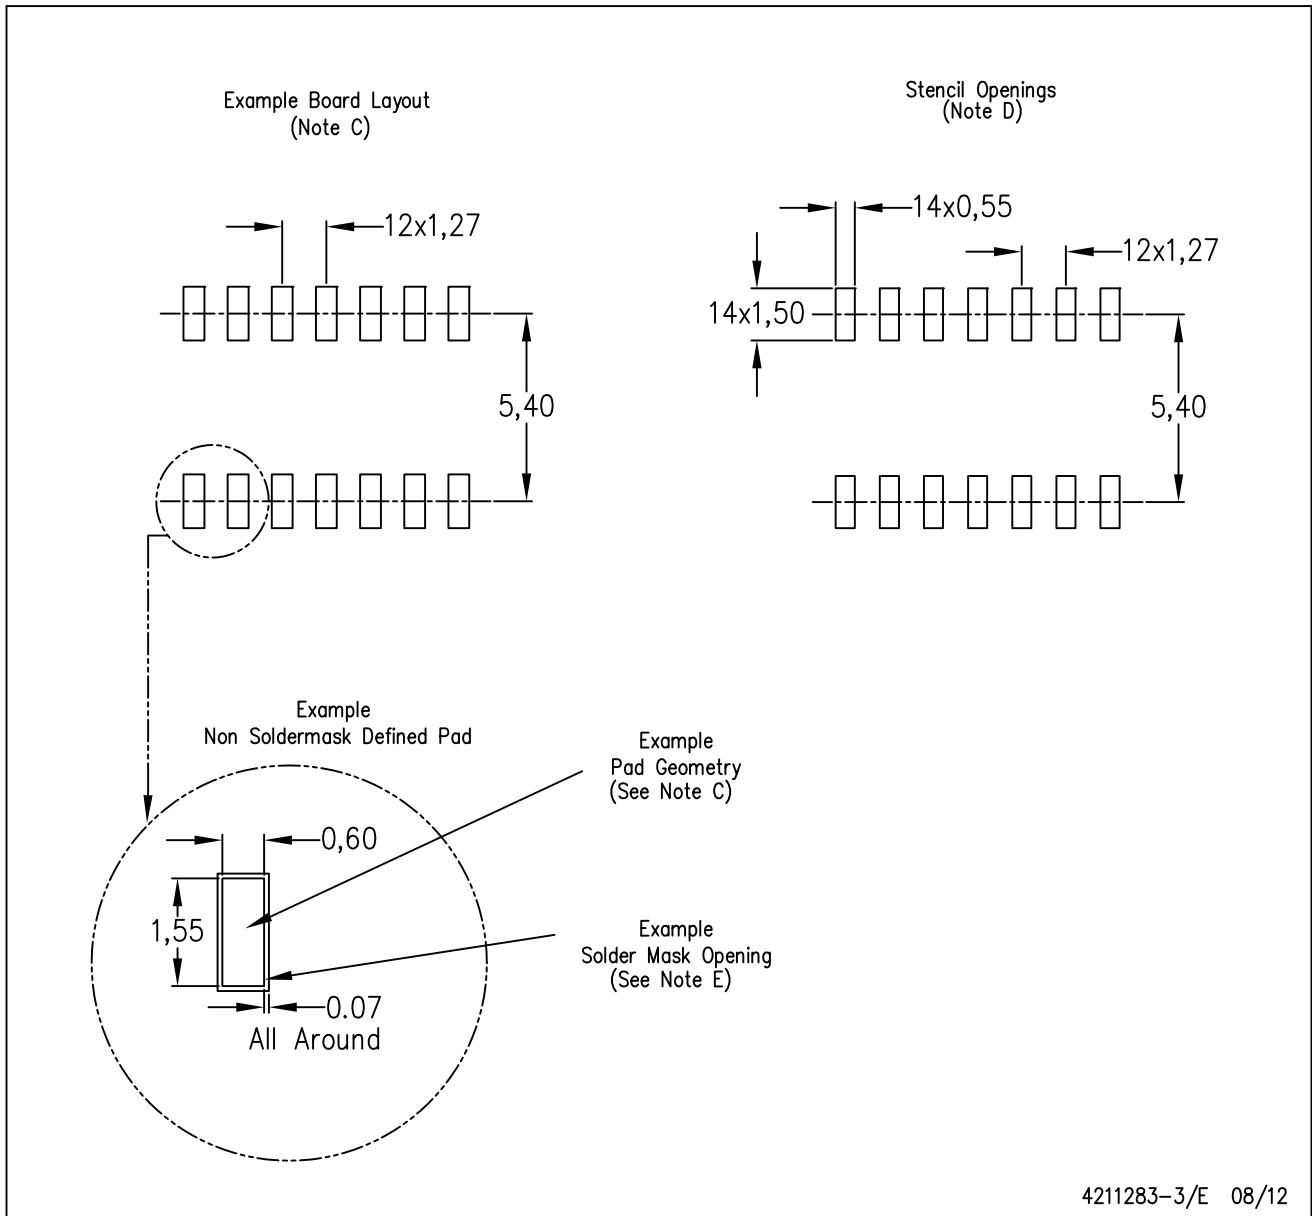 Example Board Layout
(Note C)
12x1,27
5,40
Stencil Openings
(Note D)
14x0,55
12x1,27
14x1,50
5,40
Example
Non Soldermask Defined Pad
0,60
1,55
0.07
All Around
Example
Pad Geometry
(See Note C)
Example
Solder Mask Opening
(See Note E)
4211283-3/E 08/12